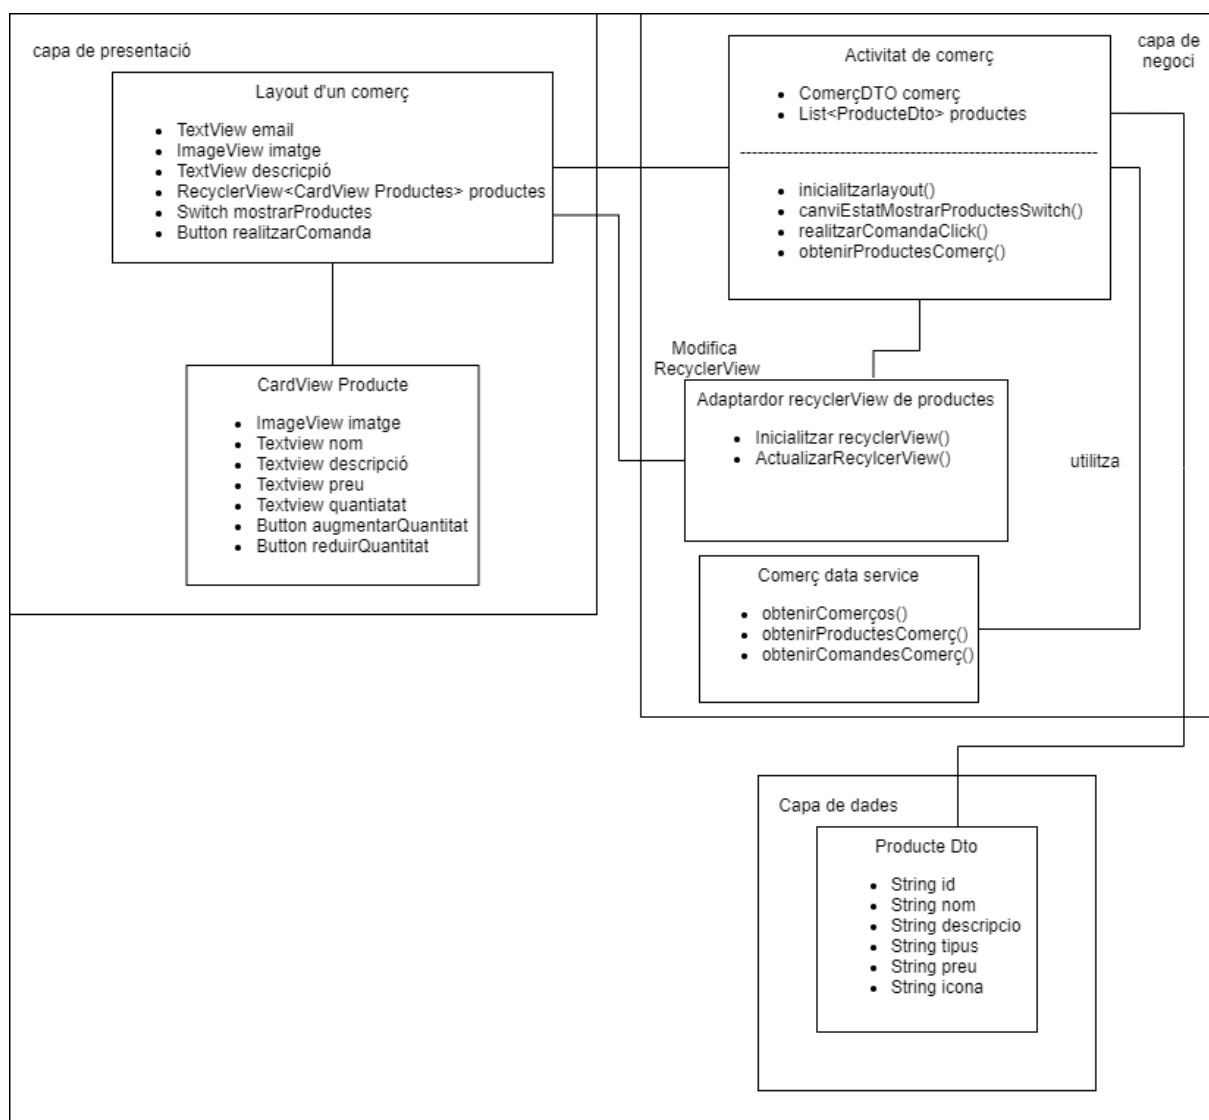 capa de presentació
Layout d'un comerç
TextView email
ImageView imatge
TextView descricpió
RecyclerView<CardView Productes> productes
Switch mostrarProductes
Button realitzarComanda
CardView Producte
ImageView imatge
Textview nom
Textview descripció
Textview preu
Textview quantiatat
Button augmentarQuantitat
Button reduirQuantitat
capa de
negoci
Activitat de comerç
ComerçDTO comerç
List<ProducteDto> productes
inicialitzarlayout()
canviEstatMostrarProductesSwitch()
realitzarComandaClick()
obtenirProductesComerç()
Modifica
RecyclerView
Adaptardor recyclerView de productes
Inicialitzar recyclerView()
ActualizarRecylcerView()
utilitza
Comerç data service
obtenirComerços()
obtenirProductesComerç()
obtenirComandesComerç()
Capa de dades
Producte Dto
String id
String nom
String descripcio
String tipus
String preu
String icona